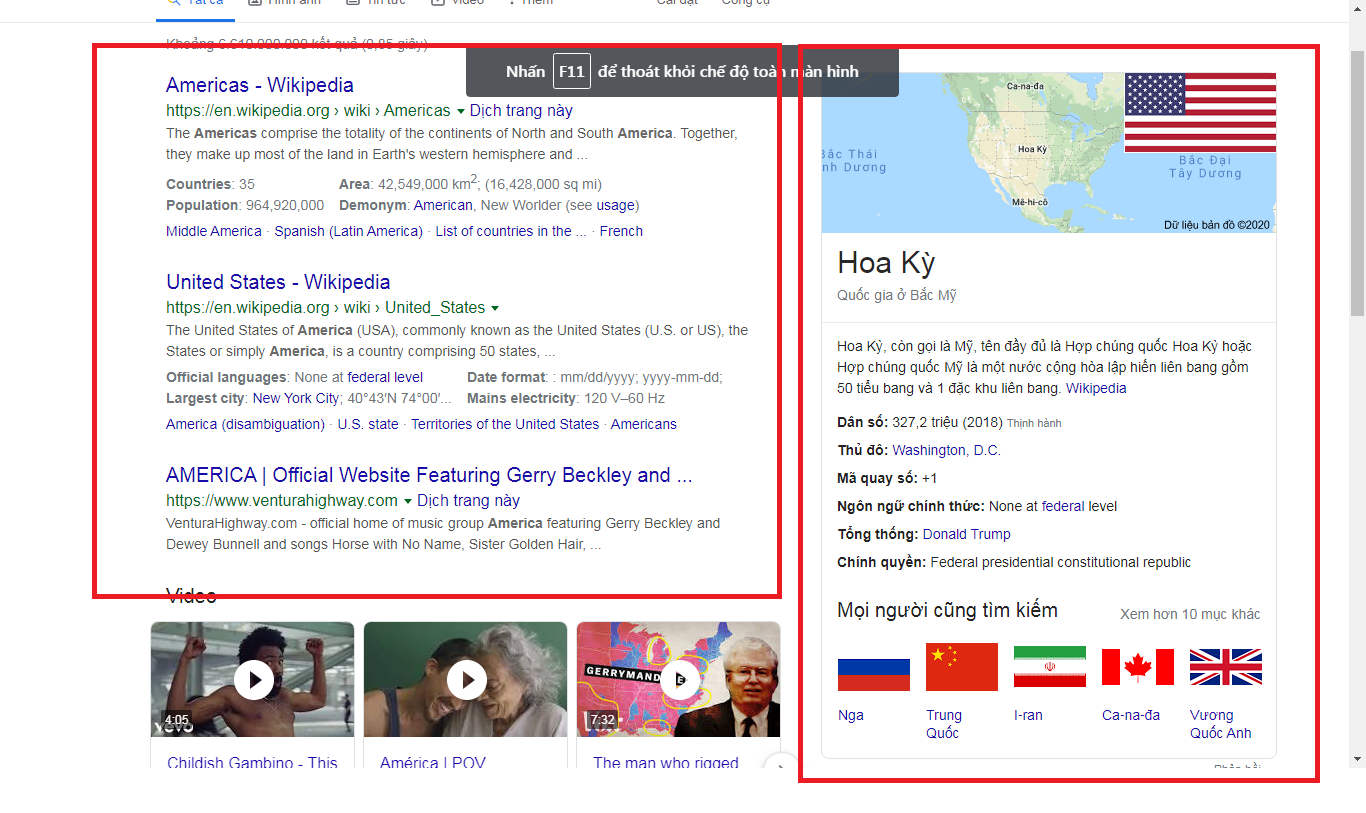 Tất cả
Hình ảnh
Tin tức
Video
Thêm
Cài đặt
Công cụ
Khoảng 6.610.000.000 kết quả (0,85 giây)
Nhấn F11 để thoát khỏi chế độ toàn màn hình
Americas - Wikipedia
https://en.wikipedia.org › wiki › Americas Dịch trang này
The Americas comprise the totality of the continents of North and South America. Together,
they make up most of the land in Earth's western hemisphere and ...
Countries: 35 Area: 42,549,000 km2; (16,428,000 sq mi)
Population: 964,920,000 Demonym: American, New Worlder (see usage)
Middle America · Spanish (Latin America) · List of countries in the ... · French
United States - Wikipedia
https://en.wikipedia.org › wiki › United_States
The United States of America (USA), commonly known as the United States (U.S. or US), the
States or simply America, is a country comprising 50 states, ...
Official languages: None at federal level Date format: : mm/dd/yyyy; yyyy-mm-dd;
Largest city: New York City; 40°43′N 74°00′... Mains electricity: 120 V–60 Hz
America (disambiguation) · U.S. state · Territories of the United States · Americans
AMERICA | Official Website Featuring Gerry Beckley and ...
https://www.venturahighway.com Dịch trang này
VenturaHighway.com - official home of music group America featuring Gerry Beckley and
Dewey Bunnell and songs Horse with No Name, Sister Golden Hair, ...
Video
4:05
vevo
GERRYMAND
7:32
Childish Gambino - This
América | POV
The man who rigged
Ca-na-đa
Hoa Kỳ
Mê-hi-cô
Bắc Thái
nh Dương
Bắc Đại
Tây Dương
Dữ liệu bản đồ ©2020
Hoa Kỳ
Quốc gia ở Bắc Mỹ
Hoa Kỳ, còn gọi là Mỹ, tên đầy đủ là Hợp chúng quốc Hoa Kỳ hoặc
Hợp chúng quốc Mỹ là một nước cộng hòa lập hiến liên bang gồm
50 tiểu bang và 1 đặc khu liên bang. Wikipedia
Dân số: 327,2 triệu (2018) Thịnh hành
Thủ đô: Washington, D.C.
Mã quay số: +1
Ngôn ngữ chính thức: None at federal level
Tổng thống: Donald Trump
Chính quyền: Federal presidential constitutional republic
Mọi người cũng tìm kiếm
Xem hơn 10 mục khác
Nga
Trung
Quốc
I-ran
Ca-na-đa
Vương
Quốc Anh
Phản hồi